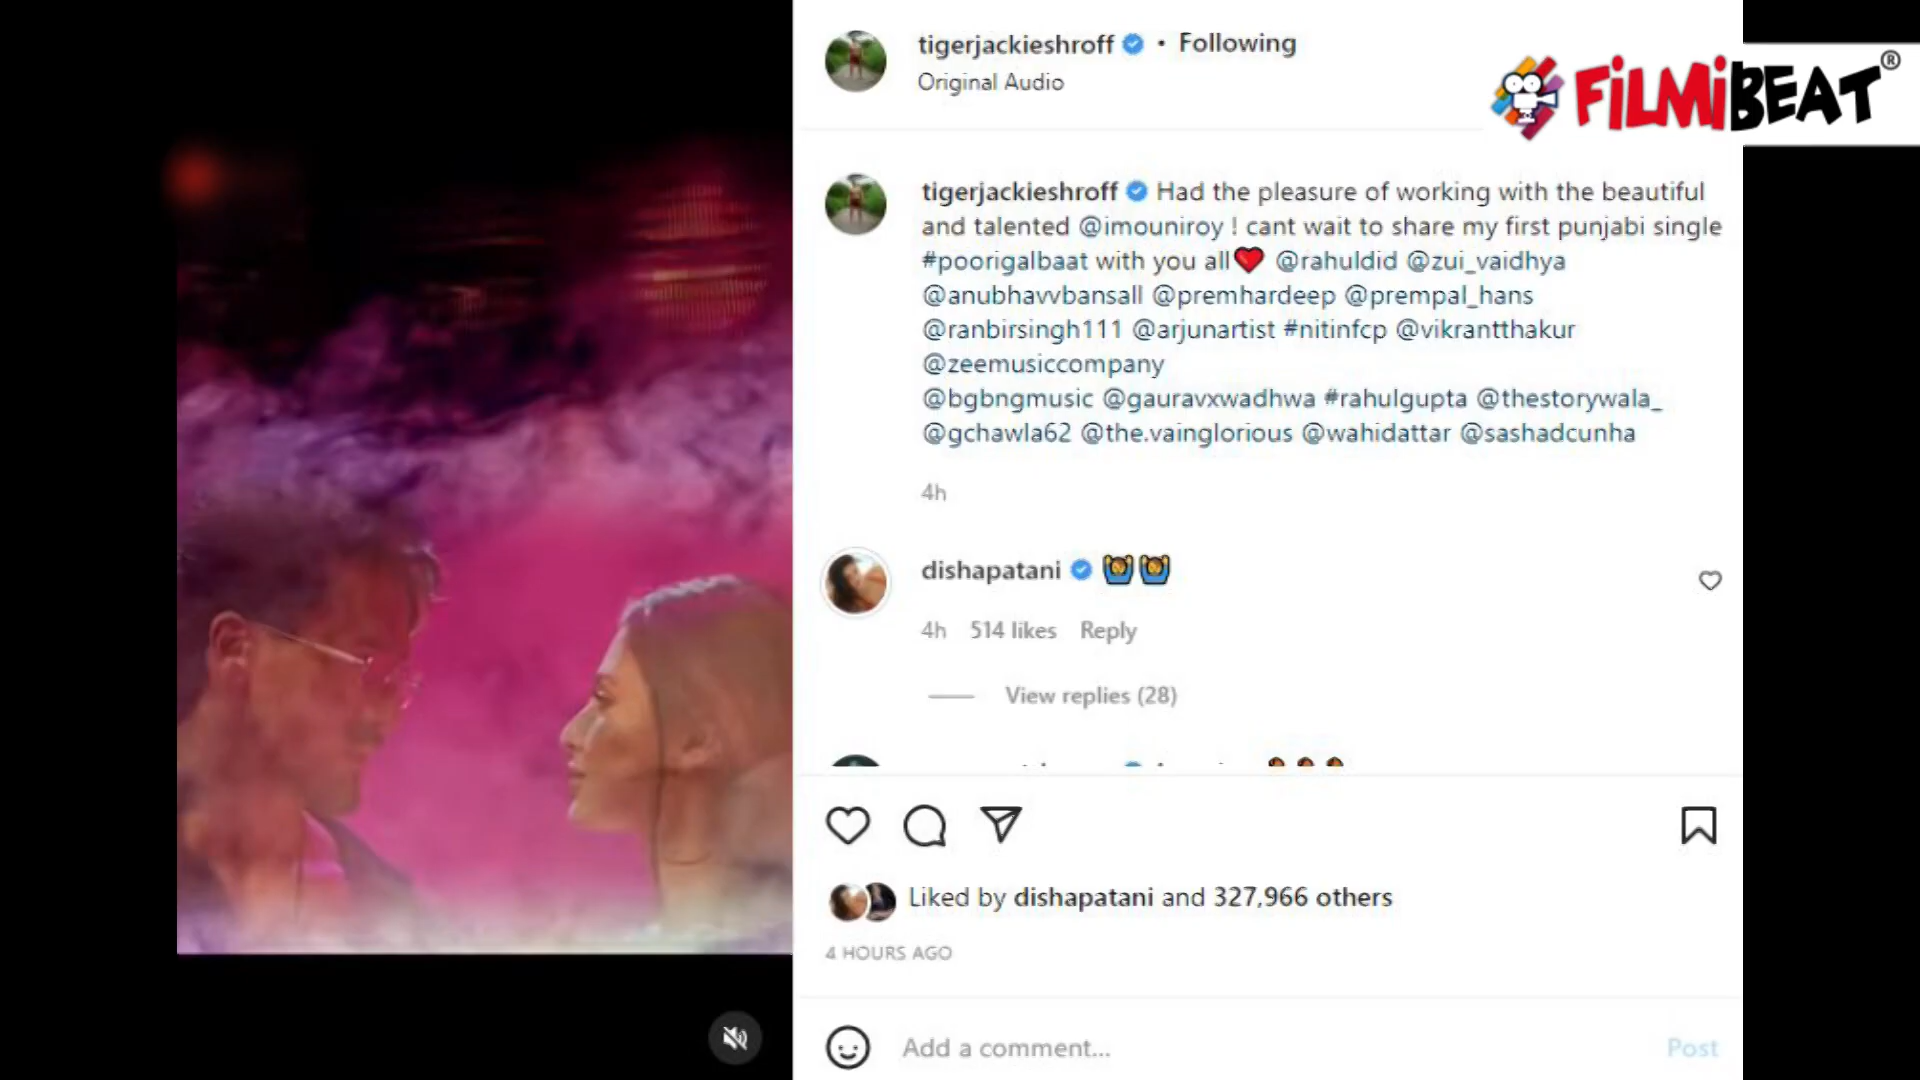 tigerjackieshroff • Following
Original Audio
FiLMiBEAT®
tigerjackieshroff Had the pleasure of working with the beautiful
and talented @imouniroy ! cant wait to share my first punjabi single
#poorigalbaat with you all❤️ @rahuldid @zui_vaidhya
@anubhavvbansall @premhardeep @prempal_hans
@ranbirsingh111 @arjunartist #nitinfcp @vikrantthakur
@zeemusiccompany
@bgbngmusic @gauravxwadhwa #rahulgupta @thestorywala_
@gchawla62 @the.vainglorious @wahidattar @sashadcunha
4h
dishapatani 🙆‍♂️🙆‍♂️
4h 514 likes Reply
View replies (28)
Liked by dishapatani and 327,966 others
4 HOURS AGO
Add a comment...
Post